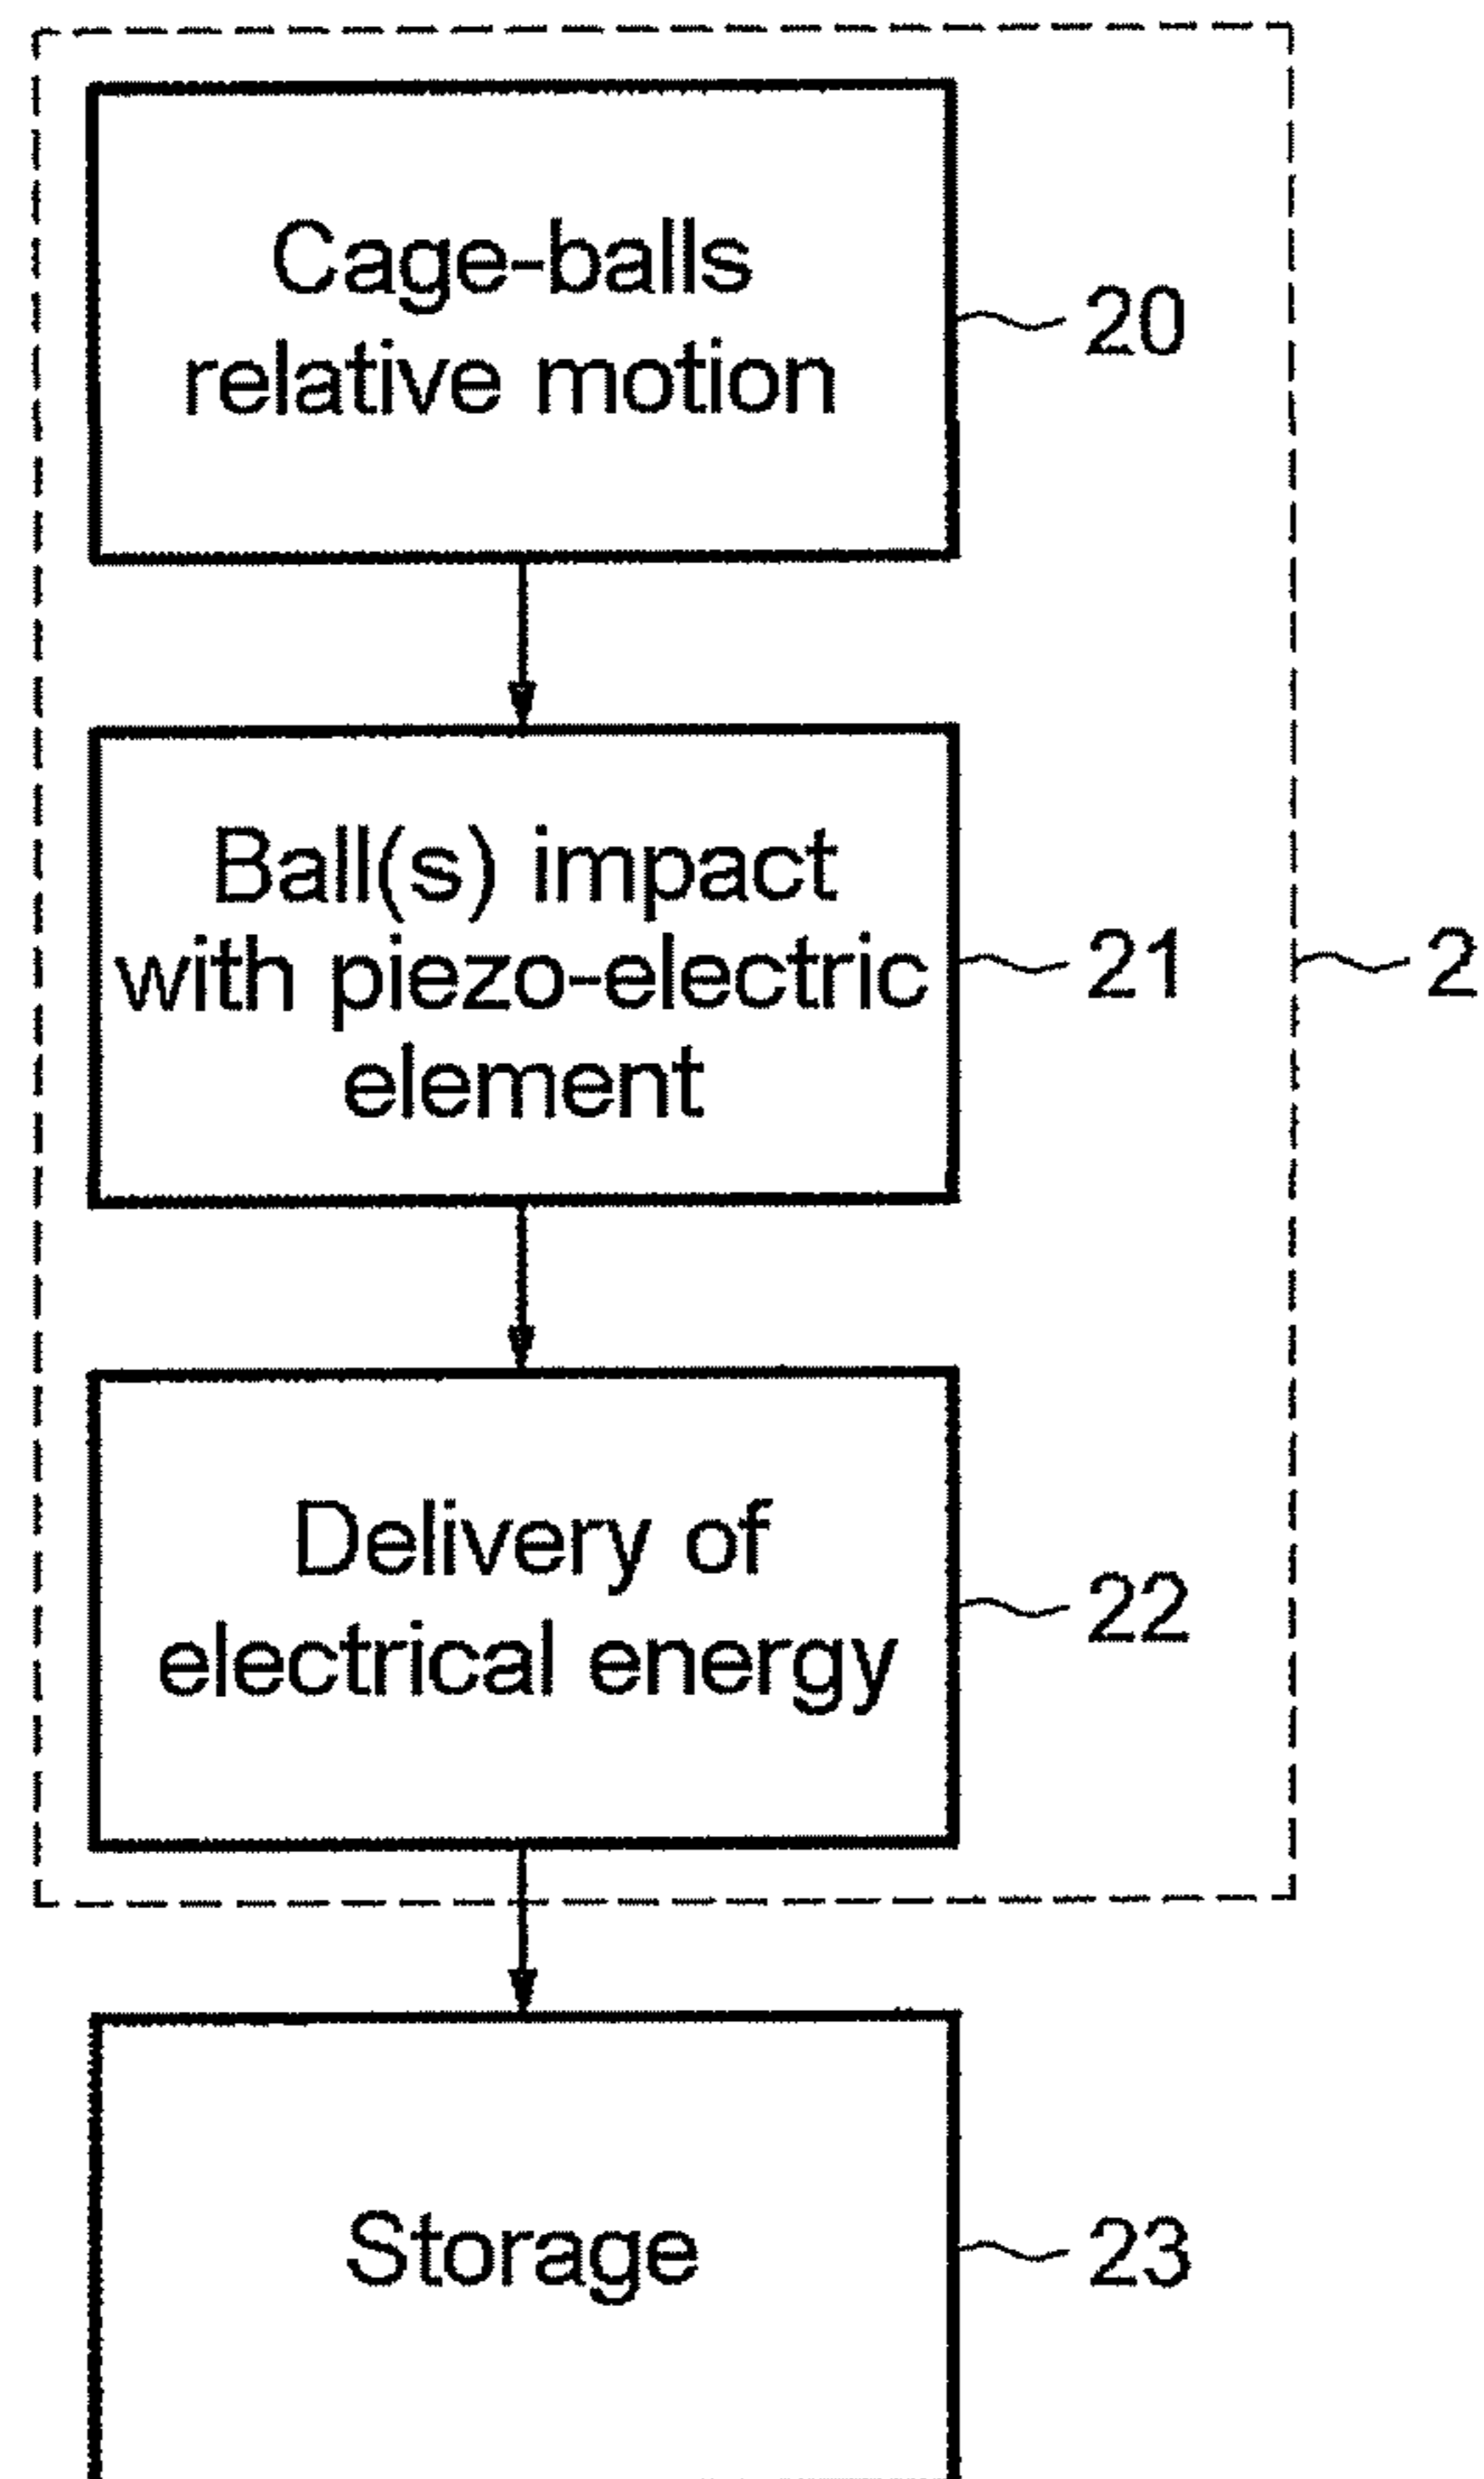 Cage-balls
relative motion
20
Ball(s) impact
with piezo-electric
element
21
2
Delivery of
electrical energy
22
Storage
23